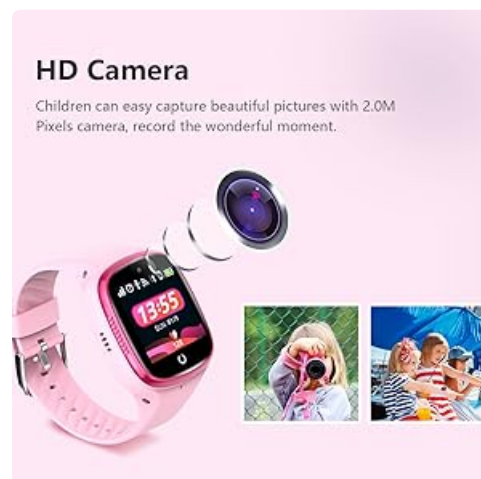 HD Camera
Children can easy capture beautiful pictures with 2.0M
Pixels camera, record the wonderful moment.
13:55